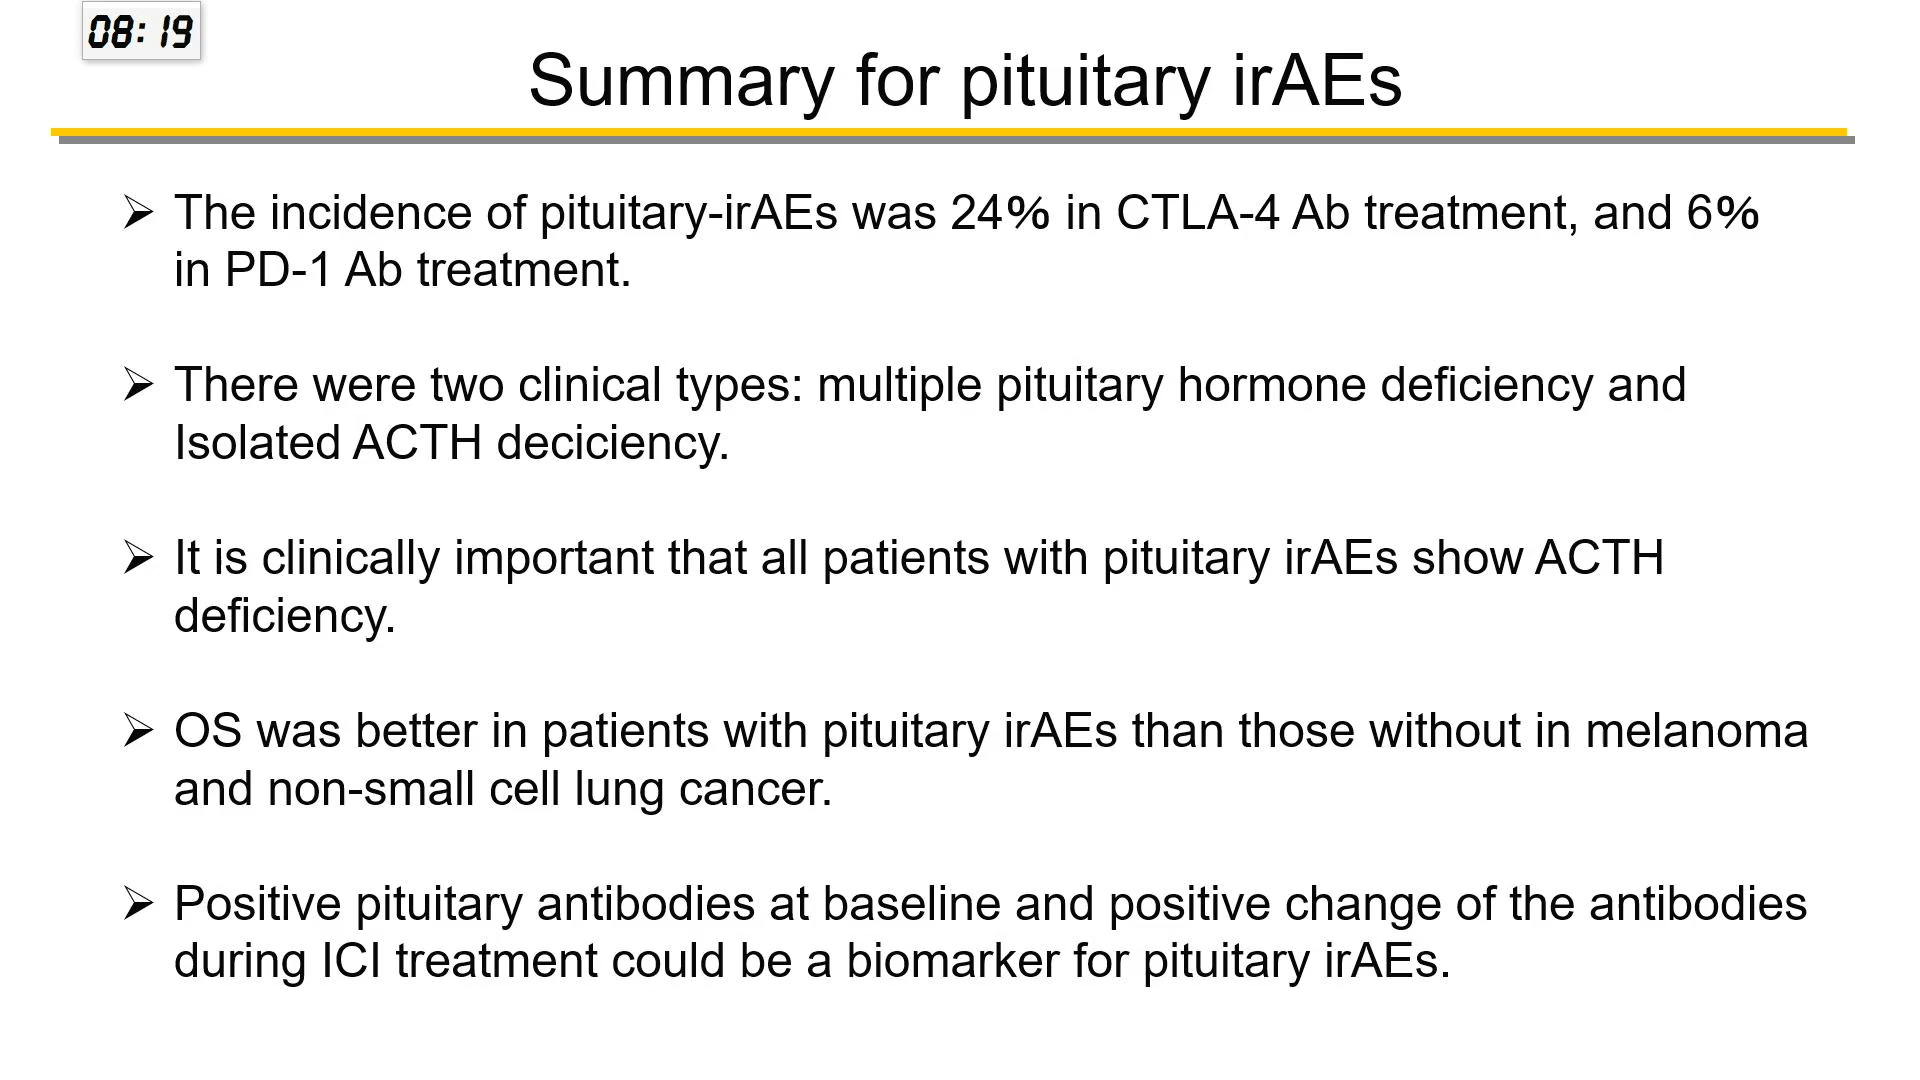 08:19
Summary for pituitary irAEs
➢ The incidence of pituitary-irAEs was 24% in CTLA-4 Ab treatment, and 6%
in PD-1 Ab treatment.
➢ There were two clinical types: multiple pituitary hormone deficiency and
Isolated ACTH deciciency.
➢ It is clinically important that all patients with pituitary irAEs show ACTH
deficiency.
➢ OS was better in patients with pituitary irAEs than those without in melanoma
and non-small cell lung cancer.
➢ Positive pituitary antibodies at baseline and positive change of the antibodies
during ICI treatment could be a biomarker for pituitary irAEs.